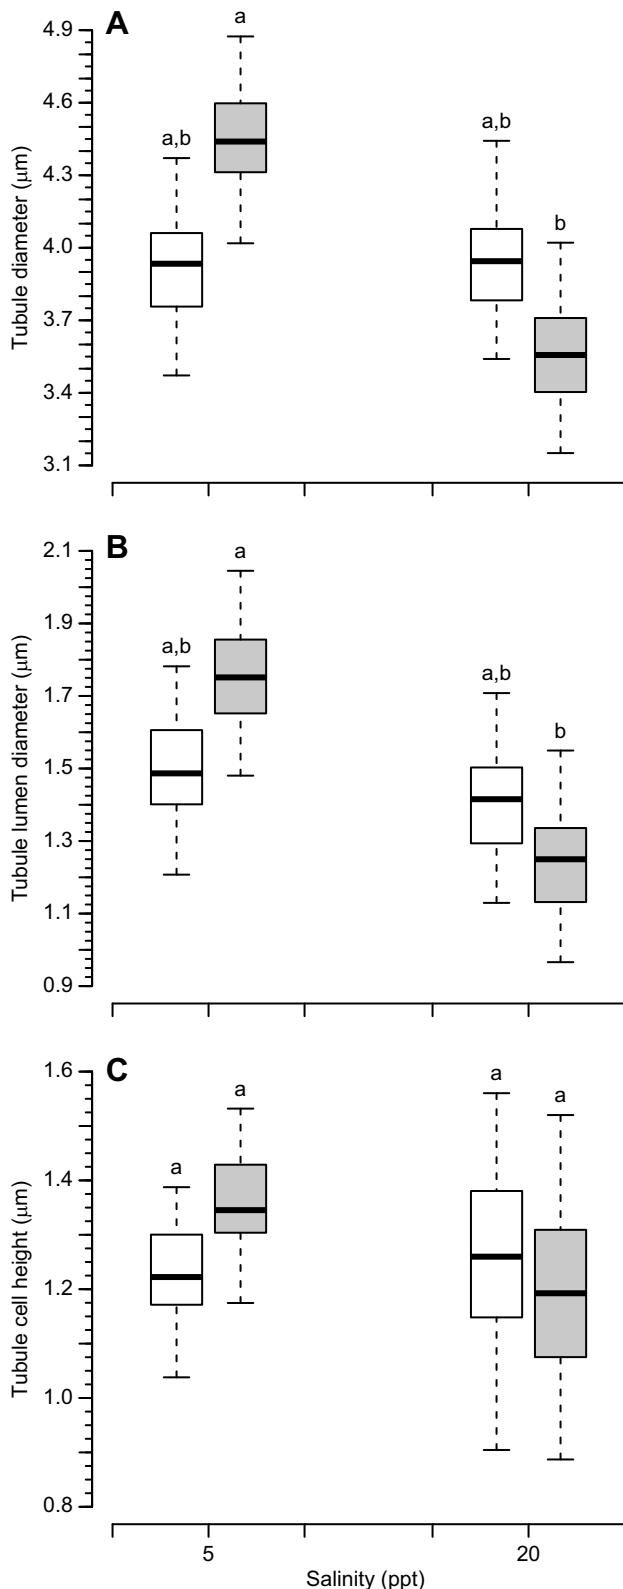 A
Tubule diameter (μm)
4.9
4.6
4.3
4.0
3.7
3.4
3.1
a,b
a
a,b
b
B
Tubule lumen diameter (μm)
2.1
1.9
1.7
1.5
1.3
1.1
0.9
a,b
a
a,b
b
C
Tubule cell height (μm)
1.6
1.4
1.2
1.0
0.8
a
a
a
a
5
20
Salinity (ppt)